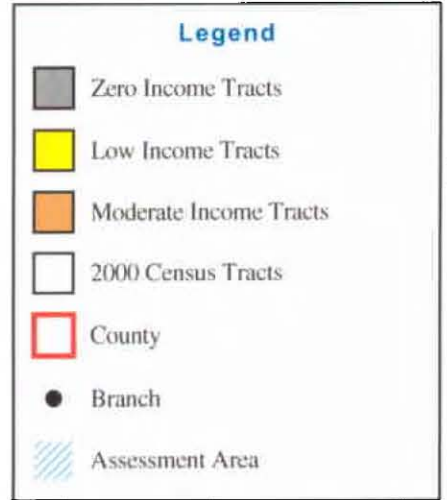 Legend
Zero Income Tracts
Low Income Tracts
Moderate Income Tracts
2000 Census Tracts
County
Branch
Assessment Area